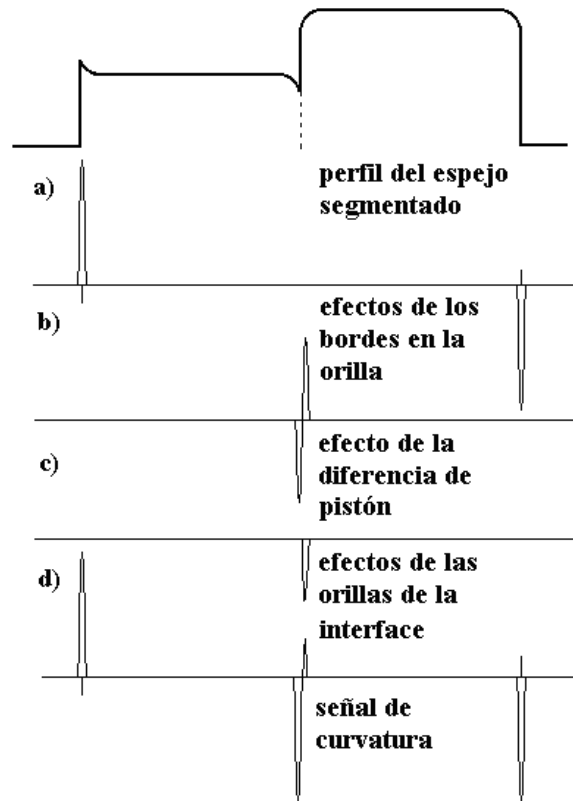 perfil del espejo
a)
segmentado
efectos de los
b)
bordes en la
orilla
efecto de la
c)
diferencia de
pistón
efectos de las
d)
orillas de la
interface
señal de
curvatura